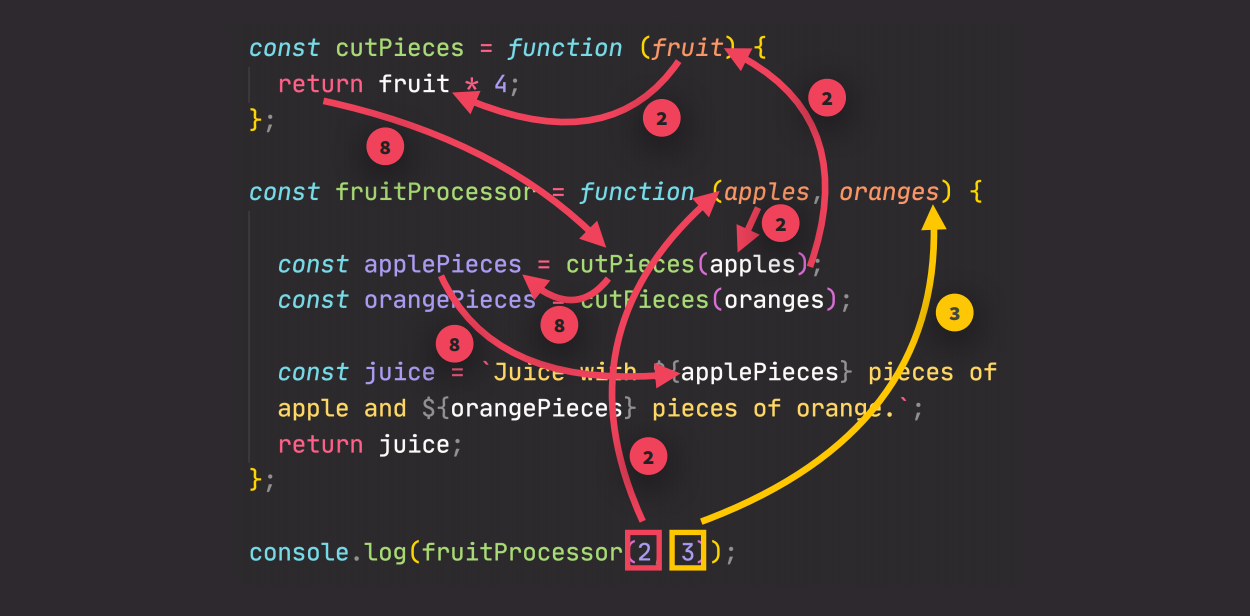 const cutPieces = function (fruit) {
return fruit * 4;
};
const fruitProcessor = function (apples, oranges) {
const applePieces = cutPieces(apples);
const orangePieces = cutPieces(oranges);
const juice = `Juice with ${applePieces} pieces of
apple and ${orangePieces} pieces of orange.`;
return juice;
};
console.log(fruitProcessor(2, 3));
2
2
8
2
3
8
8
2